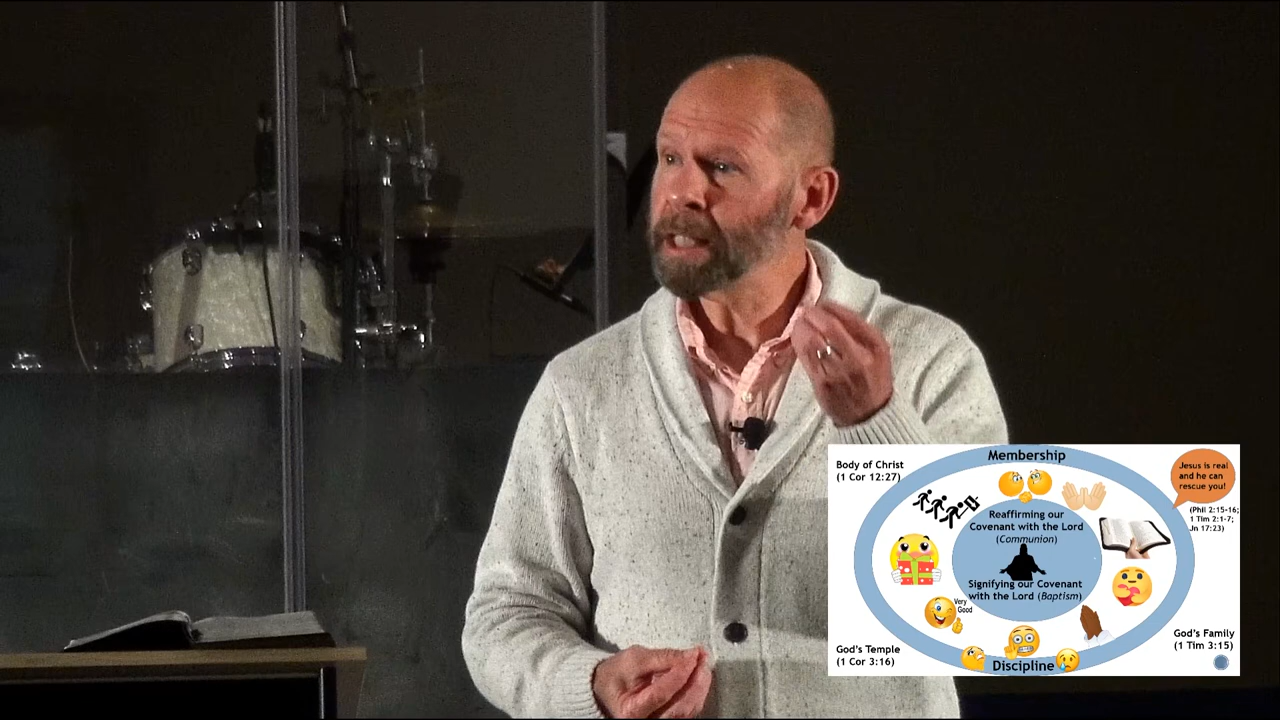 Membership
Body of Christ
(1 Cor 12:27)
Jesus is real
and he can
rescue you!
(Phil 2:15-16;
1 Tim 2:1-7;
Jn 17:23)
Reaffirming our
Covenant with the Lord
(Communion)
Signifying our Covenant
with the Lord (Baptism)
Very
Good
God's Temple
(1 Cor 3:16)
God's Family
(1 Tim 3:15)
Discipline